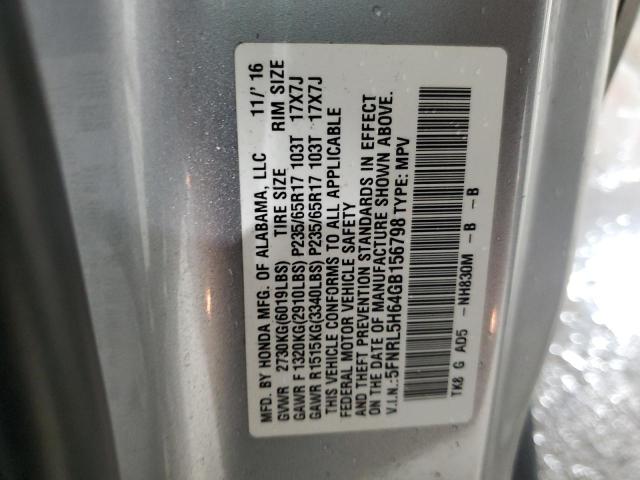 MFD. BY HONDA MFG. OF ALABAMA, LLC 11/' 16
GVWR 2730KG(6019LBS) TIRE SIZE RIM SIZE
GAWR F 1320KG(2910LBS) P235/65R17 103T 17X7J
GAWR R1515KG(3340LBS) P235/65R17 103T 17X7J
THIS VEHICLE CONFORMS TO ALL APPLICABLE
FEDERAL MOTOR VEHICLE SAFETY
AND THEFT PREVENTION STANDARDS IN EFFECT
ON THE DATE OF MANUFACTURE SHOWN ABOVE.
V.I.N.:5FNRL5H64GB156798 TYPE: MPV
TK8 G AD5 -NH830M -B -B